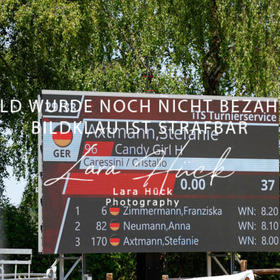 LD WURDE NOCH NICHT BEZAH
BILDKLAU IST STRAFBAR
ITS Turnierservice
Axtmann,Stefanie
GER
96 Candy Girl H
Caressini / Cristallo
0.00 37
Lara Hück
Lara Hück
Photography
1 6 Zimmermann,Franziska WN: 8.20
2 82 Neumann,Anna WN: 8.10
3 170 Axtmann,Stefanie WN: 8.00